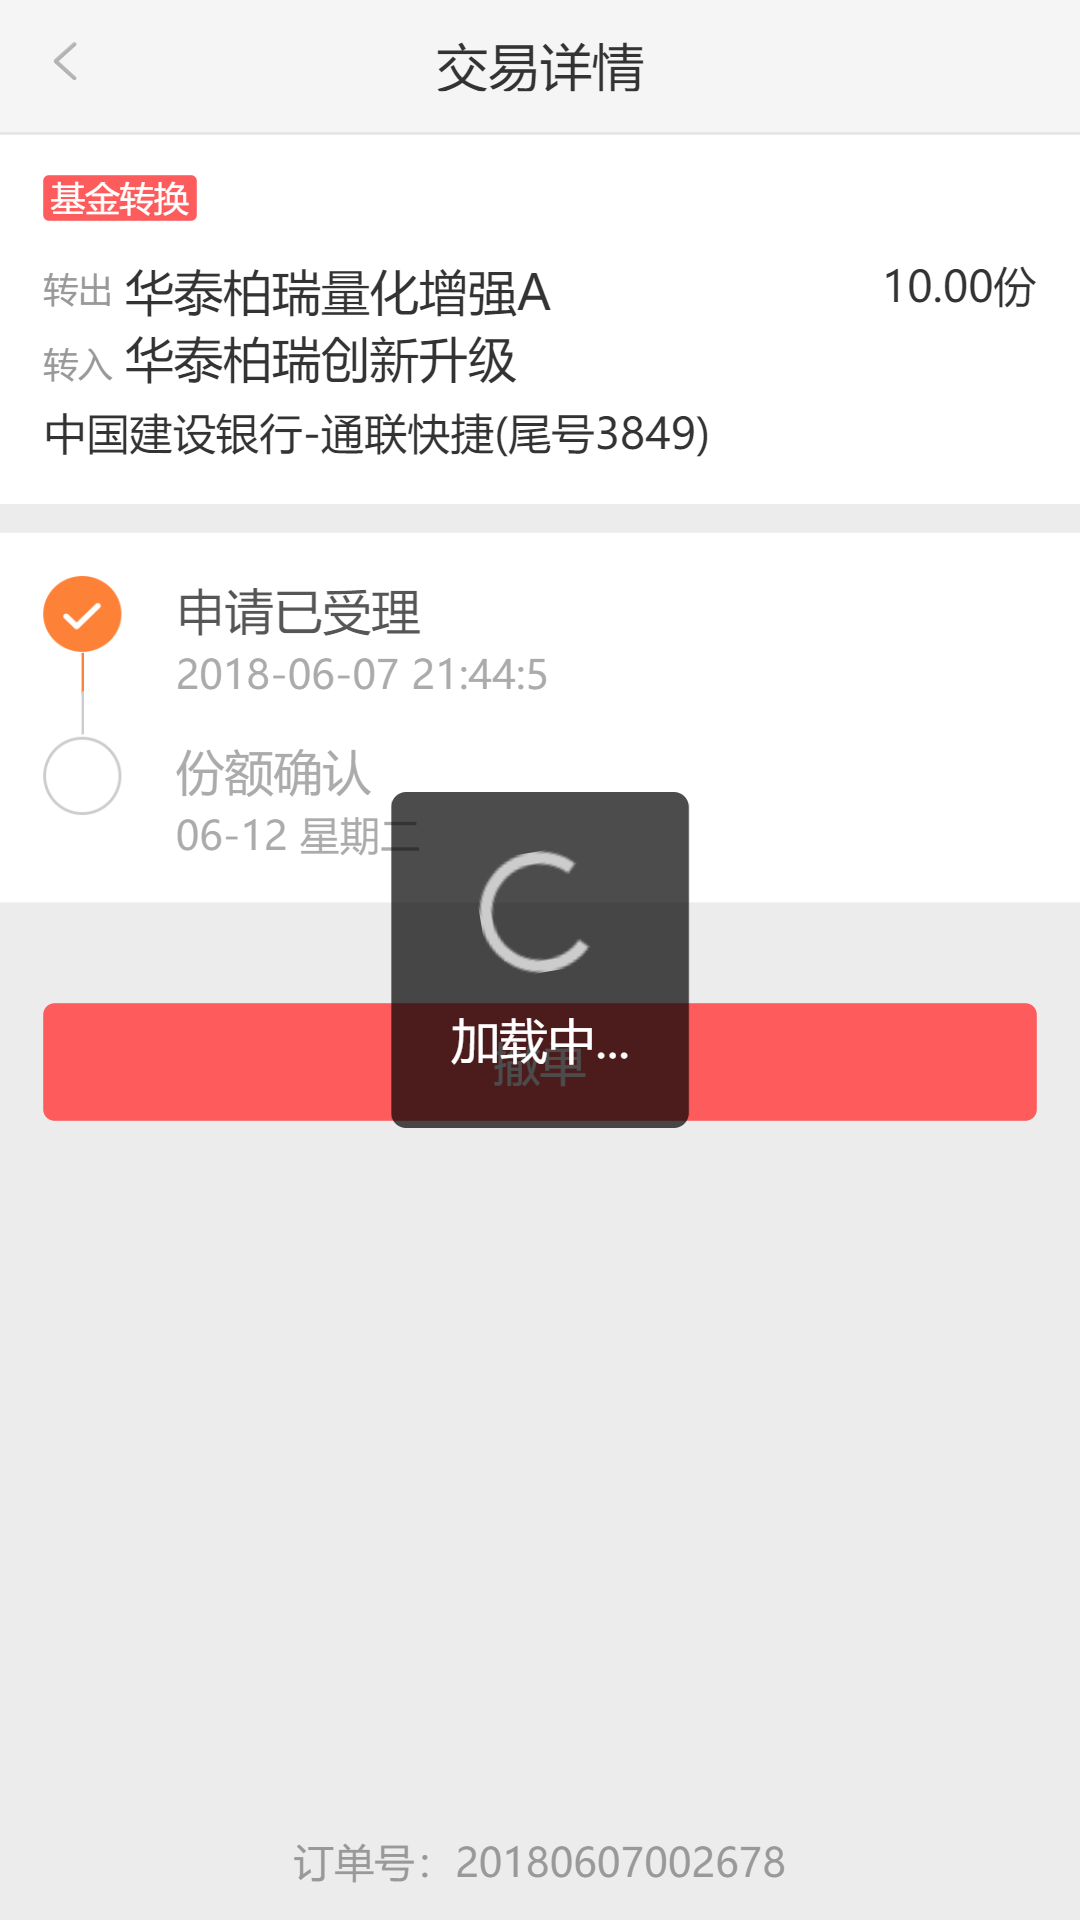 交易详情
基金转换
转出 华泰柏瑞量化增强A 10.00份
转入 华泰柏瑞创新升级
中国建设银行-通联快捷(尾号3849)
申请已受理
2018-06-07 21:44:5
份额确认
06-12 星期二
加载中...
撤单
订单号：20180607002678